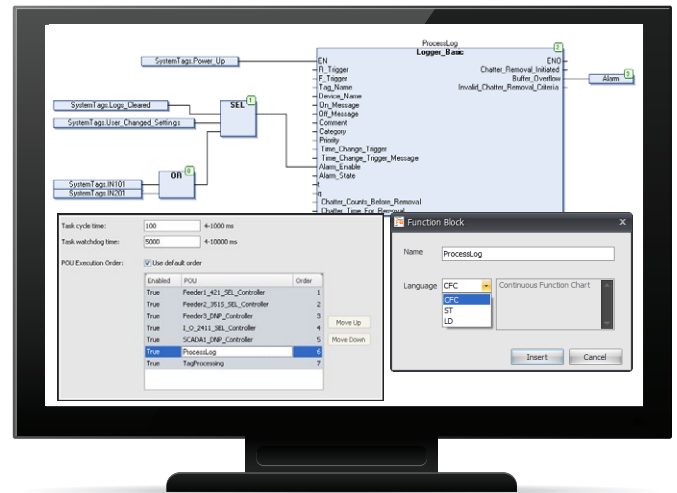 ProcessLog
Logger_Basic
2
SystemTags.Power_Up
EN
ENO
R_Trigger
Chatter_Removal_Initiated
F_Trigger
Buffer_Overflow
Alarm
3
Tag_Name
Invalid_Chatter_Removal_Criteria
Device_Name
SystemTags.Logs_Cleared
SEL
1
On_Message
Off_Message
SystemTags.User_Changed_Settings
Comment
Category
Priority
Time_Change_Trigger
Time_Change_Trigger_Message
Alarm_Enable
OR
0
Alarm_State
SystemTags.IN101
t
SystemTags.IN201
q
Chatter_Counts_Before_Removal
Chatter_Time_For_Removal
Task cycle time:
100
4-1000 ms
Task watchdog time:
5000
4-10000 ms
POU Execution Order:
Use default order
Enabled POU Order
True Feeder1_421_SEL_Controller 1
True Feeder2_351S_SEL_Controller 2
True Feeder3_DNP_Controller 3
True I_O_2411_SEL_Controller 4
True SCADA1_DNP_Controller 5
True ProcessLog 6
True TagProcessing 7
Move Up
Move Down
Function Block
X
Name
ProcessLog
Language
CFC
Continuous Function Chart
CFC
ST
LD
Insert
Cancel